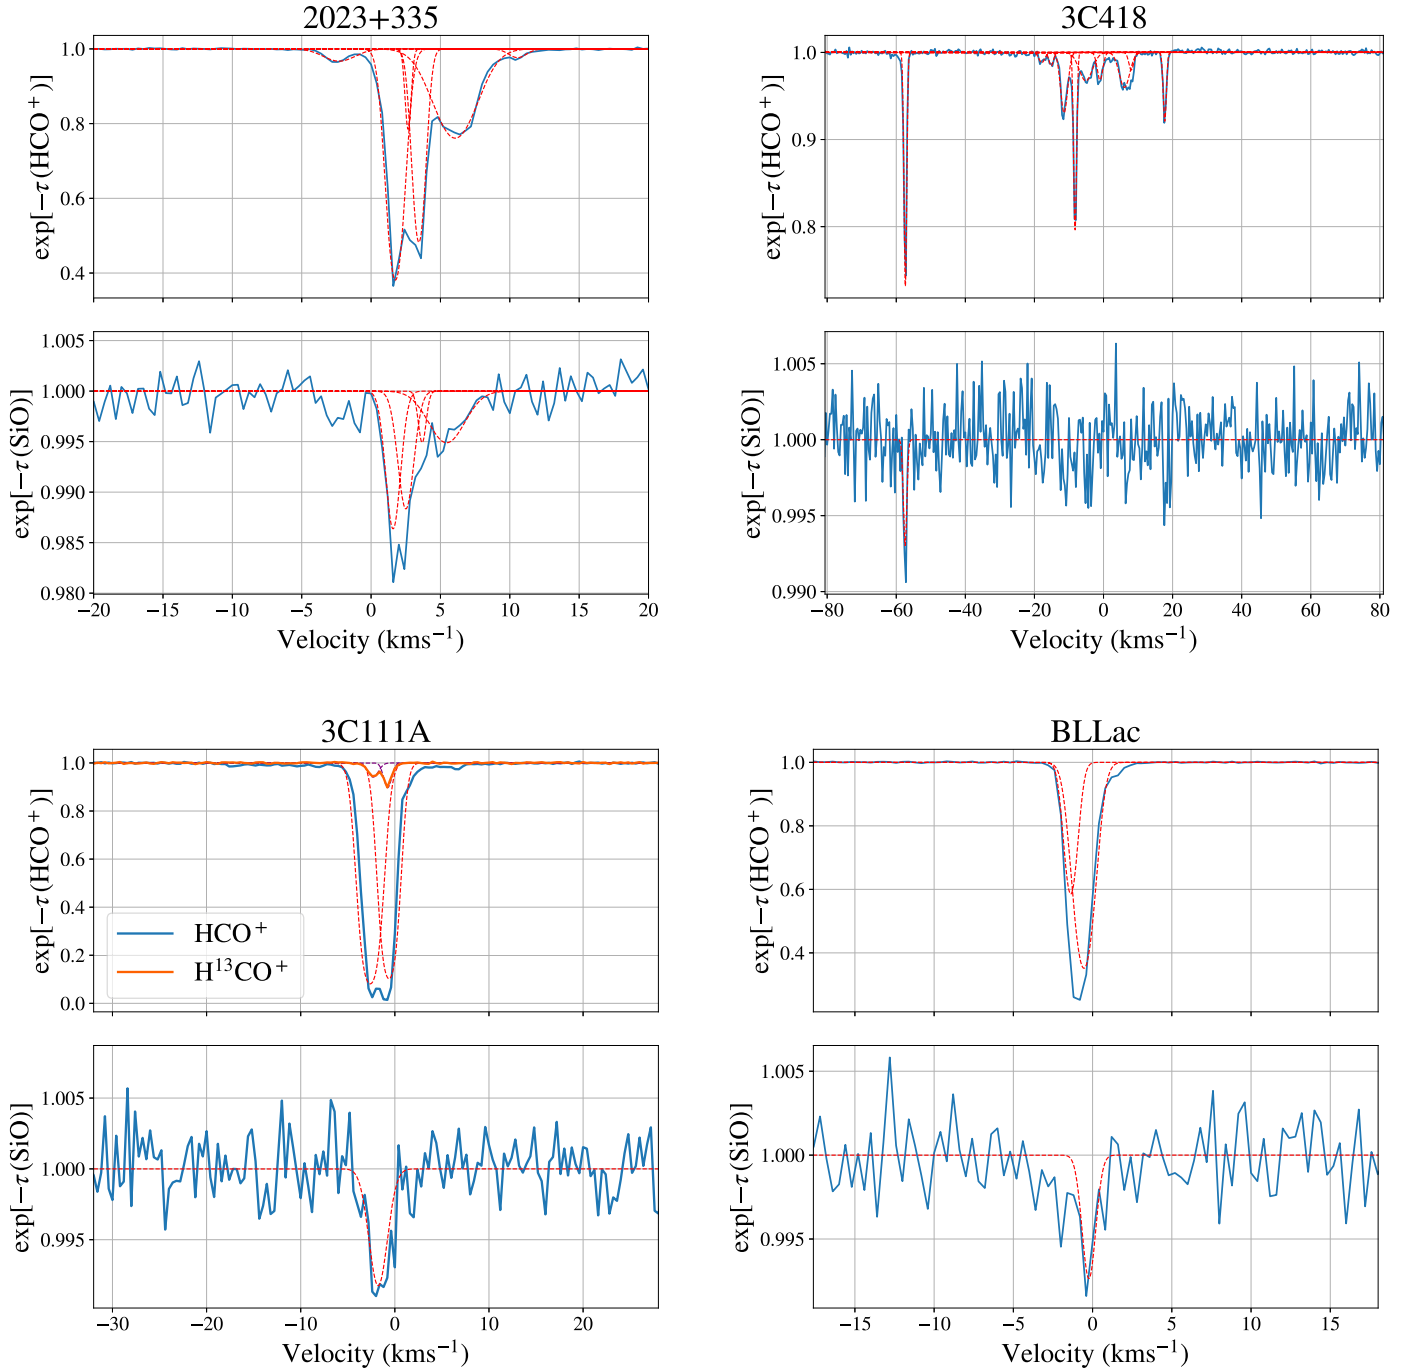 2023+335
exp[−τ(HCO⁺)]
1.0
0.8
0.6
0.4
exp[−τ(SiO)]
1.005
1.000
0.995
0.990
0.985
0.980
−20 −15 −10 −5 0 5 10 15 20
Velocity (kms⁻¹)
3C418
exp[−τ(HCO⁺)]
1.0
0.9
0.8
exp[−τ(SiO)]
1.005
1.000
0.995
0.990
−80 −60 −40 −20 0 20 40 60 80
Velocity (kms⁻¹)
3C111A
exp[−τ(HCO⁺)]
1.0
0.8
0.6
0.4
0.2
0.0
HCO⁺
H¹³CO⁺
exp[−τ(SiO)]
1.005
1.000
0.995
−30 −20 −10 0 10 20
Velocity (kms⁻¹)
BLLac
exp[−τ(HCO⁺)]
1.0
0.8
0.6
0.4
exp[−τ(SiO)]
1.005
1.000
0.995
−15 −10 −5 0 5 10 15
Velocity (kms⁻¹)